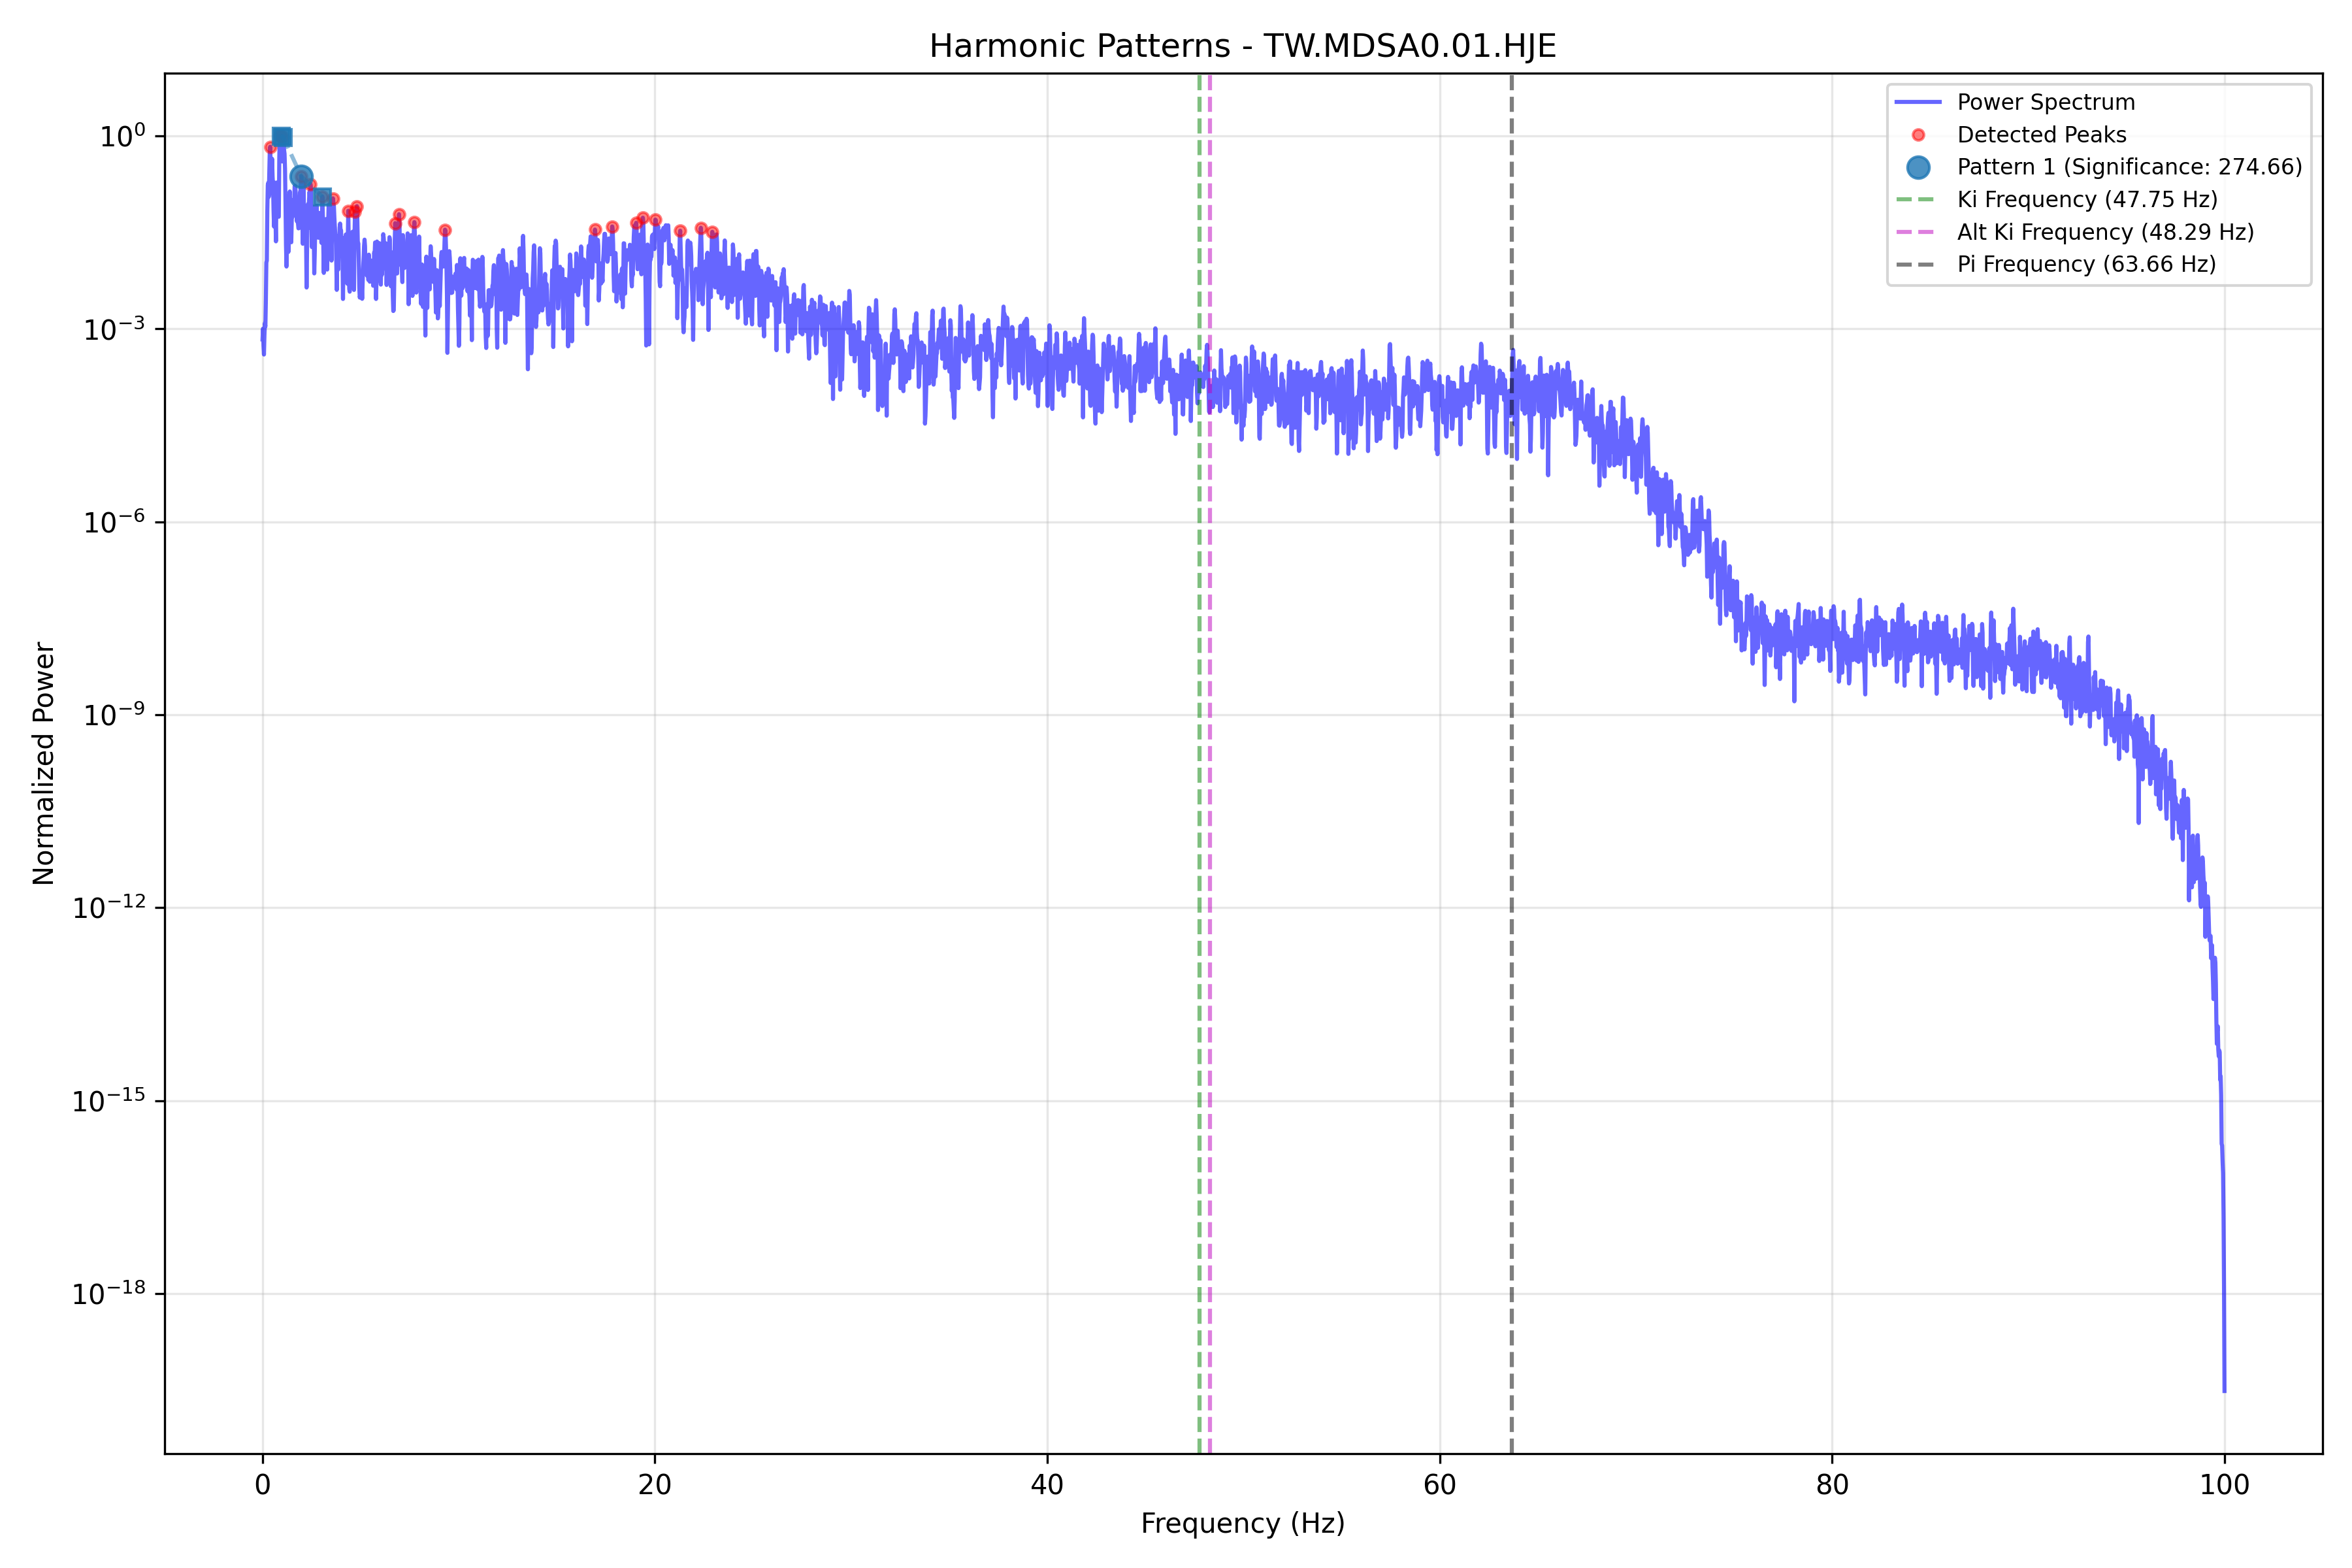 Harmonic Patterns - TW.MDSA0.01.HJE
Power Spectrum
Detected Peaks
Pattern 1 (Significance: 274.66)
Ki Frequency (47.75 Hz)
Alt Ki Frequency (48.29 Hz)
Pi Frequency (63.66 Hz)
Normalized Power
10⁰
10⁻³
10⁻⁶
10⁻⁹
10⁻¹²
10⁻¹⁵
10⁻¹⁸
0 20 40 60 80 100
Frequency (Hz)